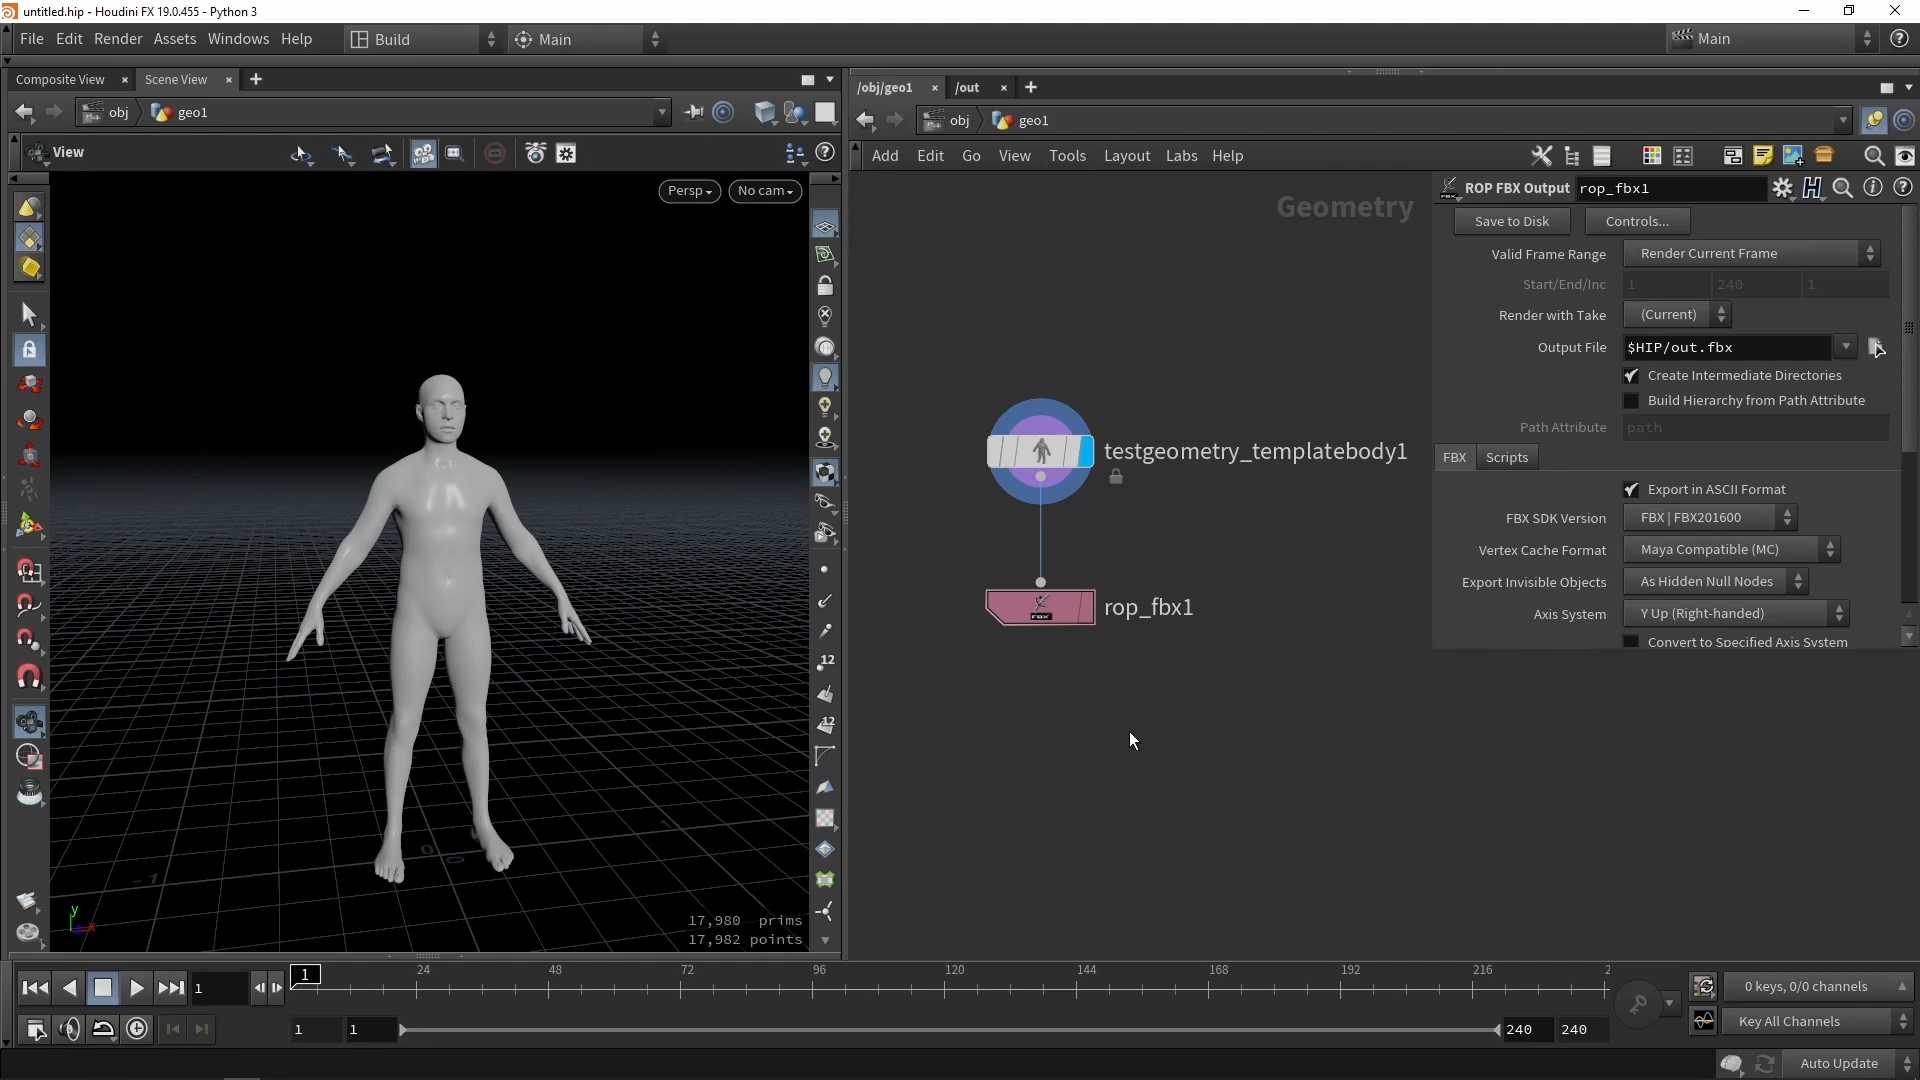 untitled.hip - Houdini FX 19.0.455 - Python 3
File Edit Render Assets Windows Help Build Main Main
Composite View Scene View
obj geo1
View
Persp No cam
12
12
-1 0 0
y x
17,980 prims
17,982 points
/obj/geo1 /out
obj geo1
Add Edit Go View Tools Layout Labs Help
Geometry
testgeometry_templatebody1
FBX
rop_fbx1
ROP FBX Output rop_fbx1
Save to Disk Controls...
Valid Frame Range Render Current Frame
Start/End/Inc 1 240 1
Render with Take (Current)
Output File $HIP/out.fbx
Create Intermediate Directories
Build Hierarchy from Path Attribute
Path Attribute path
FBX Scripts
Export in ASCII Format
FBX SDK Version FBX | FBX201600
Vertex Cache Format Maya Compatible (MC)
Export Invisible Objects As Hidden Null Nodes
Axis System Y Up (Right-handed)
Convert to Specified Axis System
1 1 24 48 72 96 120 144 168 192 216 2
0 keys, 0/0 channels
1 1 240 240
Key All Channels
Auto Update